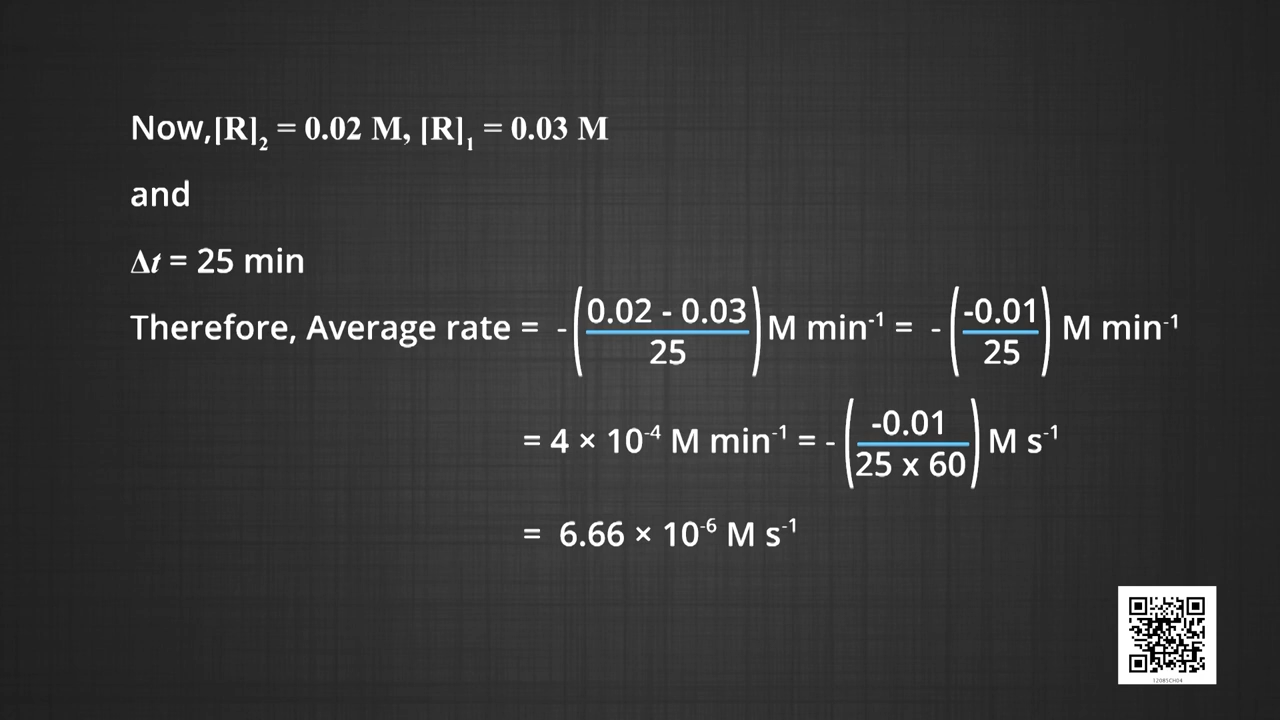 Now,[R]₂ = 0.02 M, [R]₁ = 0.03 M
and
Δt = 25 min
Therefore, Average rate = -(0.02 - 0.03 / 25) M min⁻¹ = -(-0.01 / 25) M min⁻¹
= 4 × 10⁻⁴ M min⁻¹ = -(-0.01 / 25 x 60) M s⁻¹
= 6.66 × 10⁻⁶ M s⁻¹
12085CH04